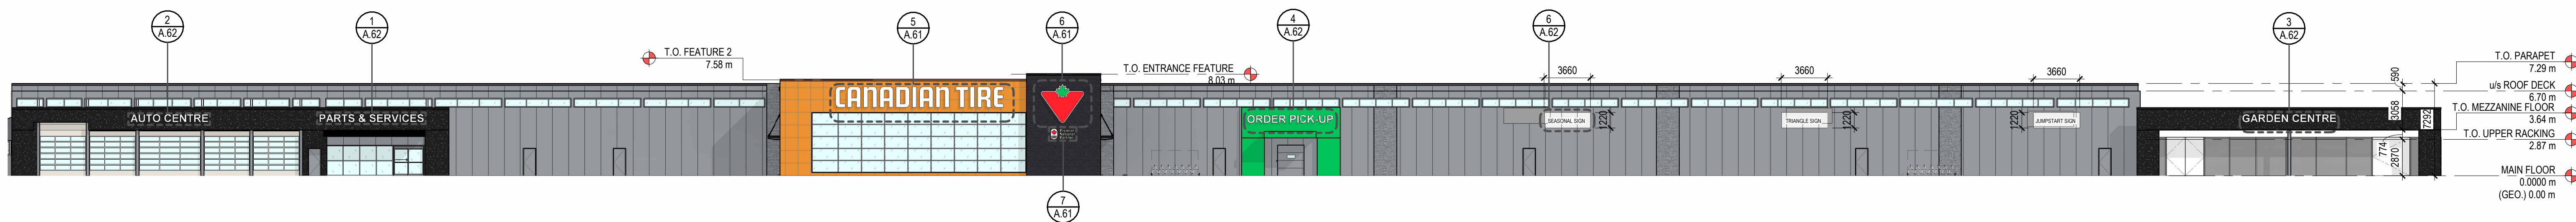 2
A.62
1
A.62
5
A.61
6
A.61
4
A.62
6
A.62
3
A.62
T.O. FEATURE 2
7.58 m
T.O. ENTRANCE FEATURE
8.03 m
3660
3660
3660
T.O. PARAPET
7.29 m
590
u/s ROOF DECK
6.70 m
3058
7292
T.O. MEZZANINE FLOOR
3.64 m
T.O. UPPER RACKING
2.87 m
774
2870
MAIN FLOOR
0.0000 m
(GEO.) 0.00 m
AUTO CENTRE
PARTS & SERVICES
CANADIAN TIRE
ORDER PICK-UP
SEASONAL SIGN
1220
TRIANGLE SIGN
1220
1220
JUMPSTART SIGN
GARDEN CENTRE
7
A.61